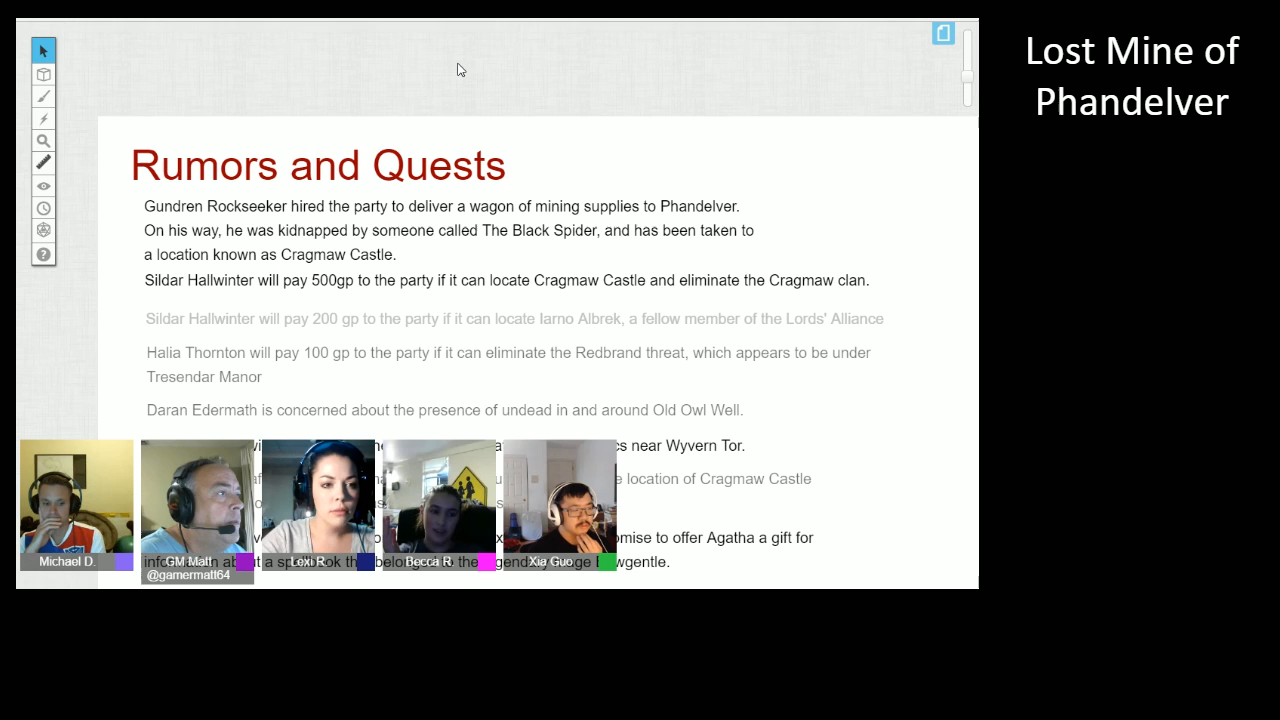 Lost Mine of
Phandelver
Rumors and Quests
Gundren Rockseeker hired the party to deliver a wagon of mining supplies to Phandelver.
On his way, he was kidnapped by someone called The Black Spider, and has been taken to
a location known as Cragmaw Castle.
Sildar Hallwinter will pay 500gp to the party if it can locate Cragmaw Castle and eliminate the Cragmaw clan.
Sildar Hallwinter will pay 200 gp to the party if it can locate Iarno Albrek, a fellow member of the Lords' Alliance
Halia Thornton will pay 100 gp to the party if it can eliminate the Redbrand threat, which appears to be under
Tresendar Manor
Daran Edermath is concerned about the presence of undead in and around Old Owl Well.
near Wyvern Tor.
location of Cragmaw Castle
to offer Agatha a gift for
information about a spellbook
Michael D.
GM Matt
@gamermatt64
Lexi R.
Becca R.
Xia Guo